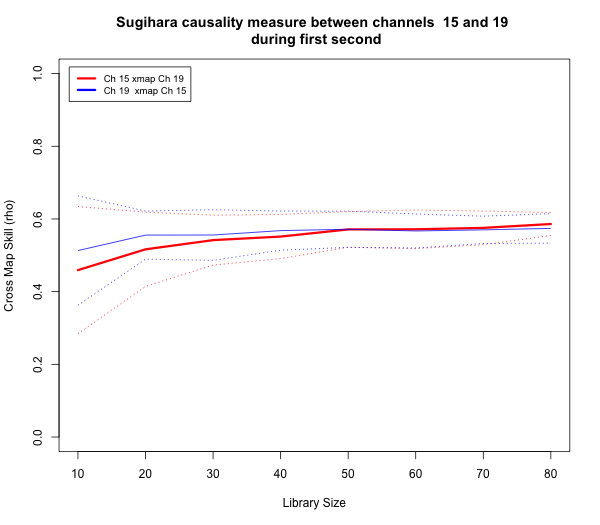 Sugihara causality measure between channels  15 and 19
during first second
Ch 15 xmap Ch 19
Ch 19  xmap Ch 15
Cross Map Skill (rho)
1.0
0.8
0.6
0.4
0.2
0.0
10 20 30 40 50 60 70 80
Library Size